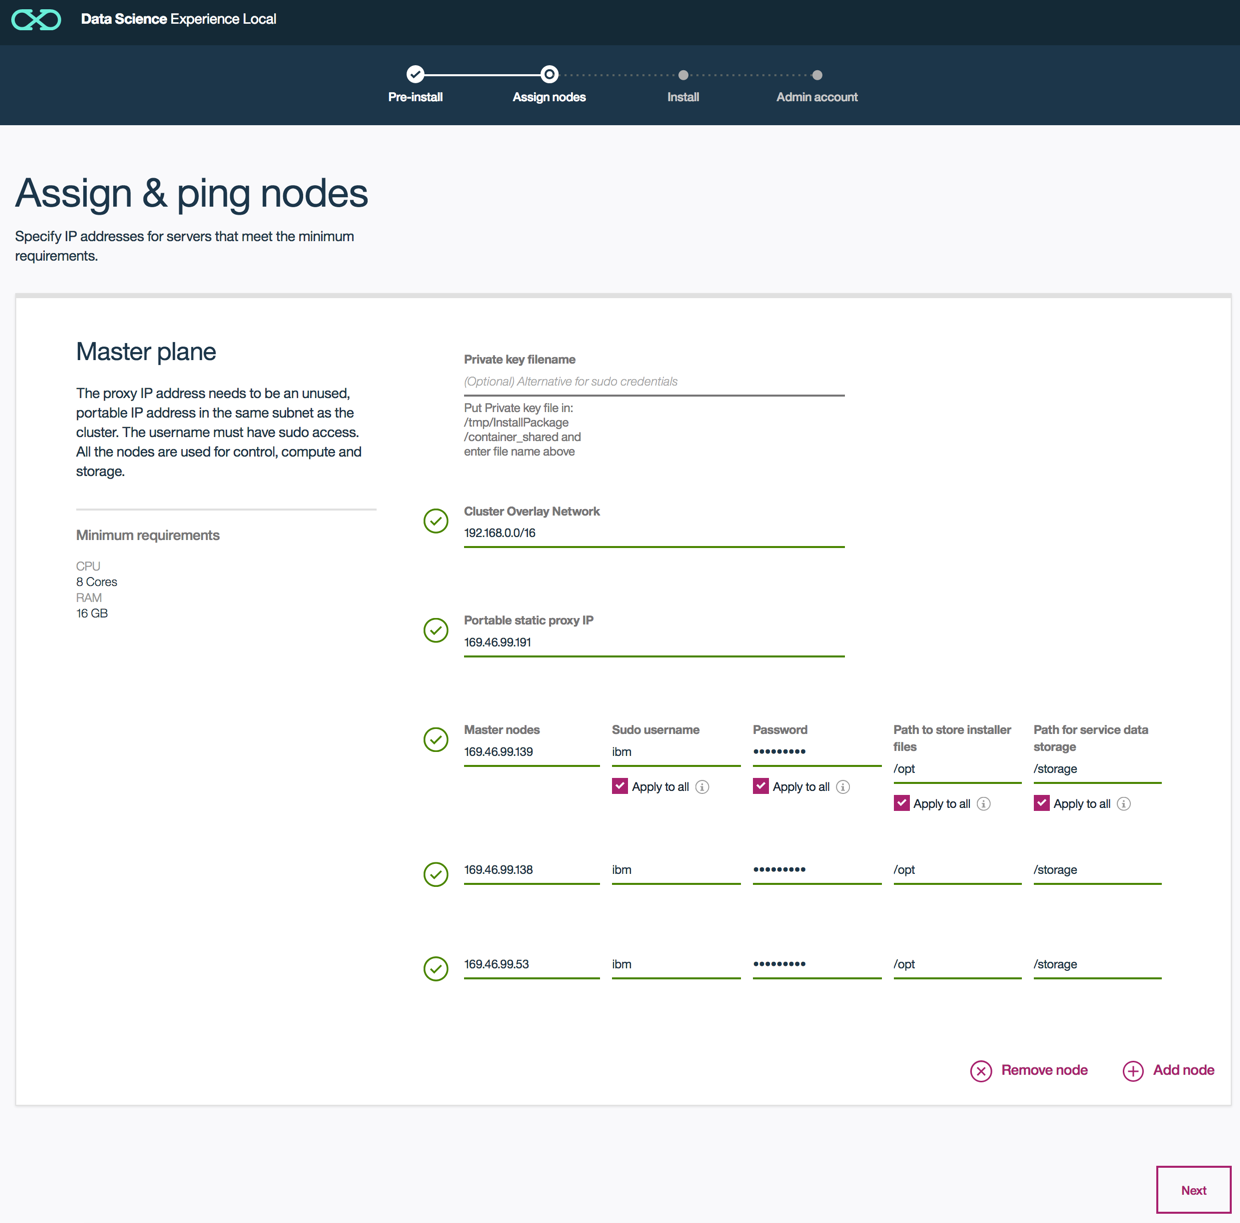 Data Science Experience Local
Pre-install
Assign nodes
Install
Admin account
Assign & ping nodes
Specify IP addresses for servers that meet the minimum
requirements.
Master plane
The proxy IP address needs to be an unused,
portable IP address in the same subnet as the
cluster. The username must have sudo access.
All the nodes are used for control, compute and
storage.
Minimum requirements
CPU
8 Cores
RAM
16 GB
Private key filename
(Optional) Alternative for sudo credentials
Put Private key file in:
/tmp/InstallPackage
/container_shared and
enter file name above
Cluster Overlay Network
192.168.0.0/16
Portable static proxy IP
169.46.99.191
Master nodes
169.46.99.139
Sudo username
ibm
Apply to all
Password
•••••••••
Apply to all
Path to store installer
files
/opt
Apply to all
Path for service data
storage
/storage
Apply to all
169.46.99.138 ibm ••••••••• /opt /storage
169.46.99.53 ibm ••••••••• /opt /storage
Remove node
Add node
Next